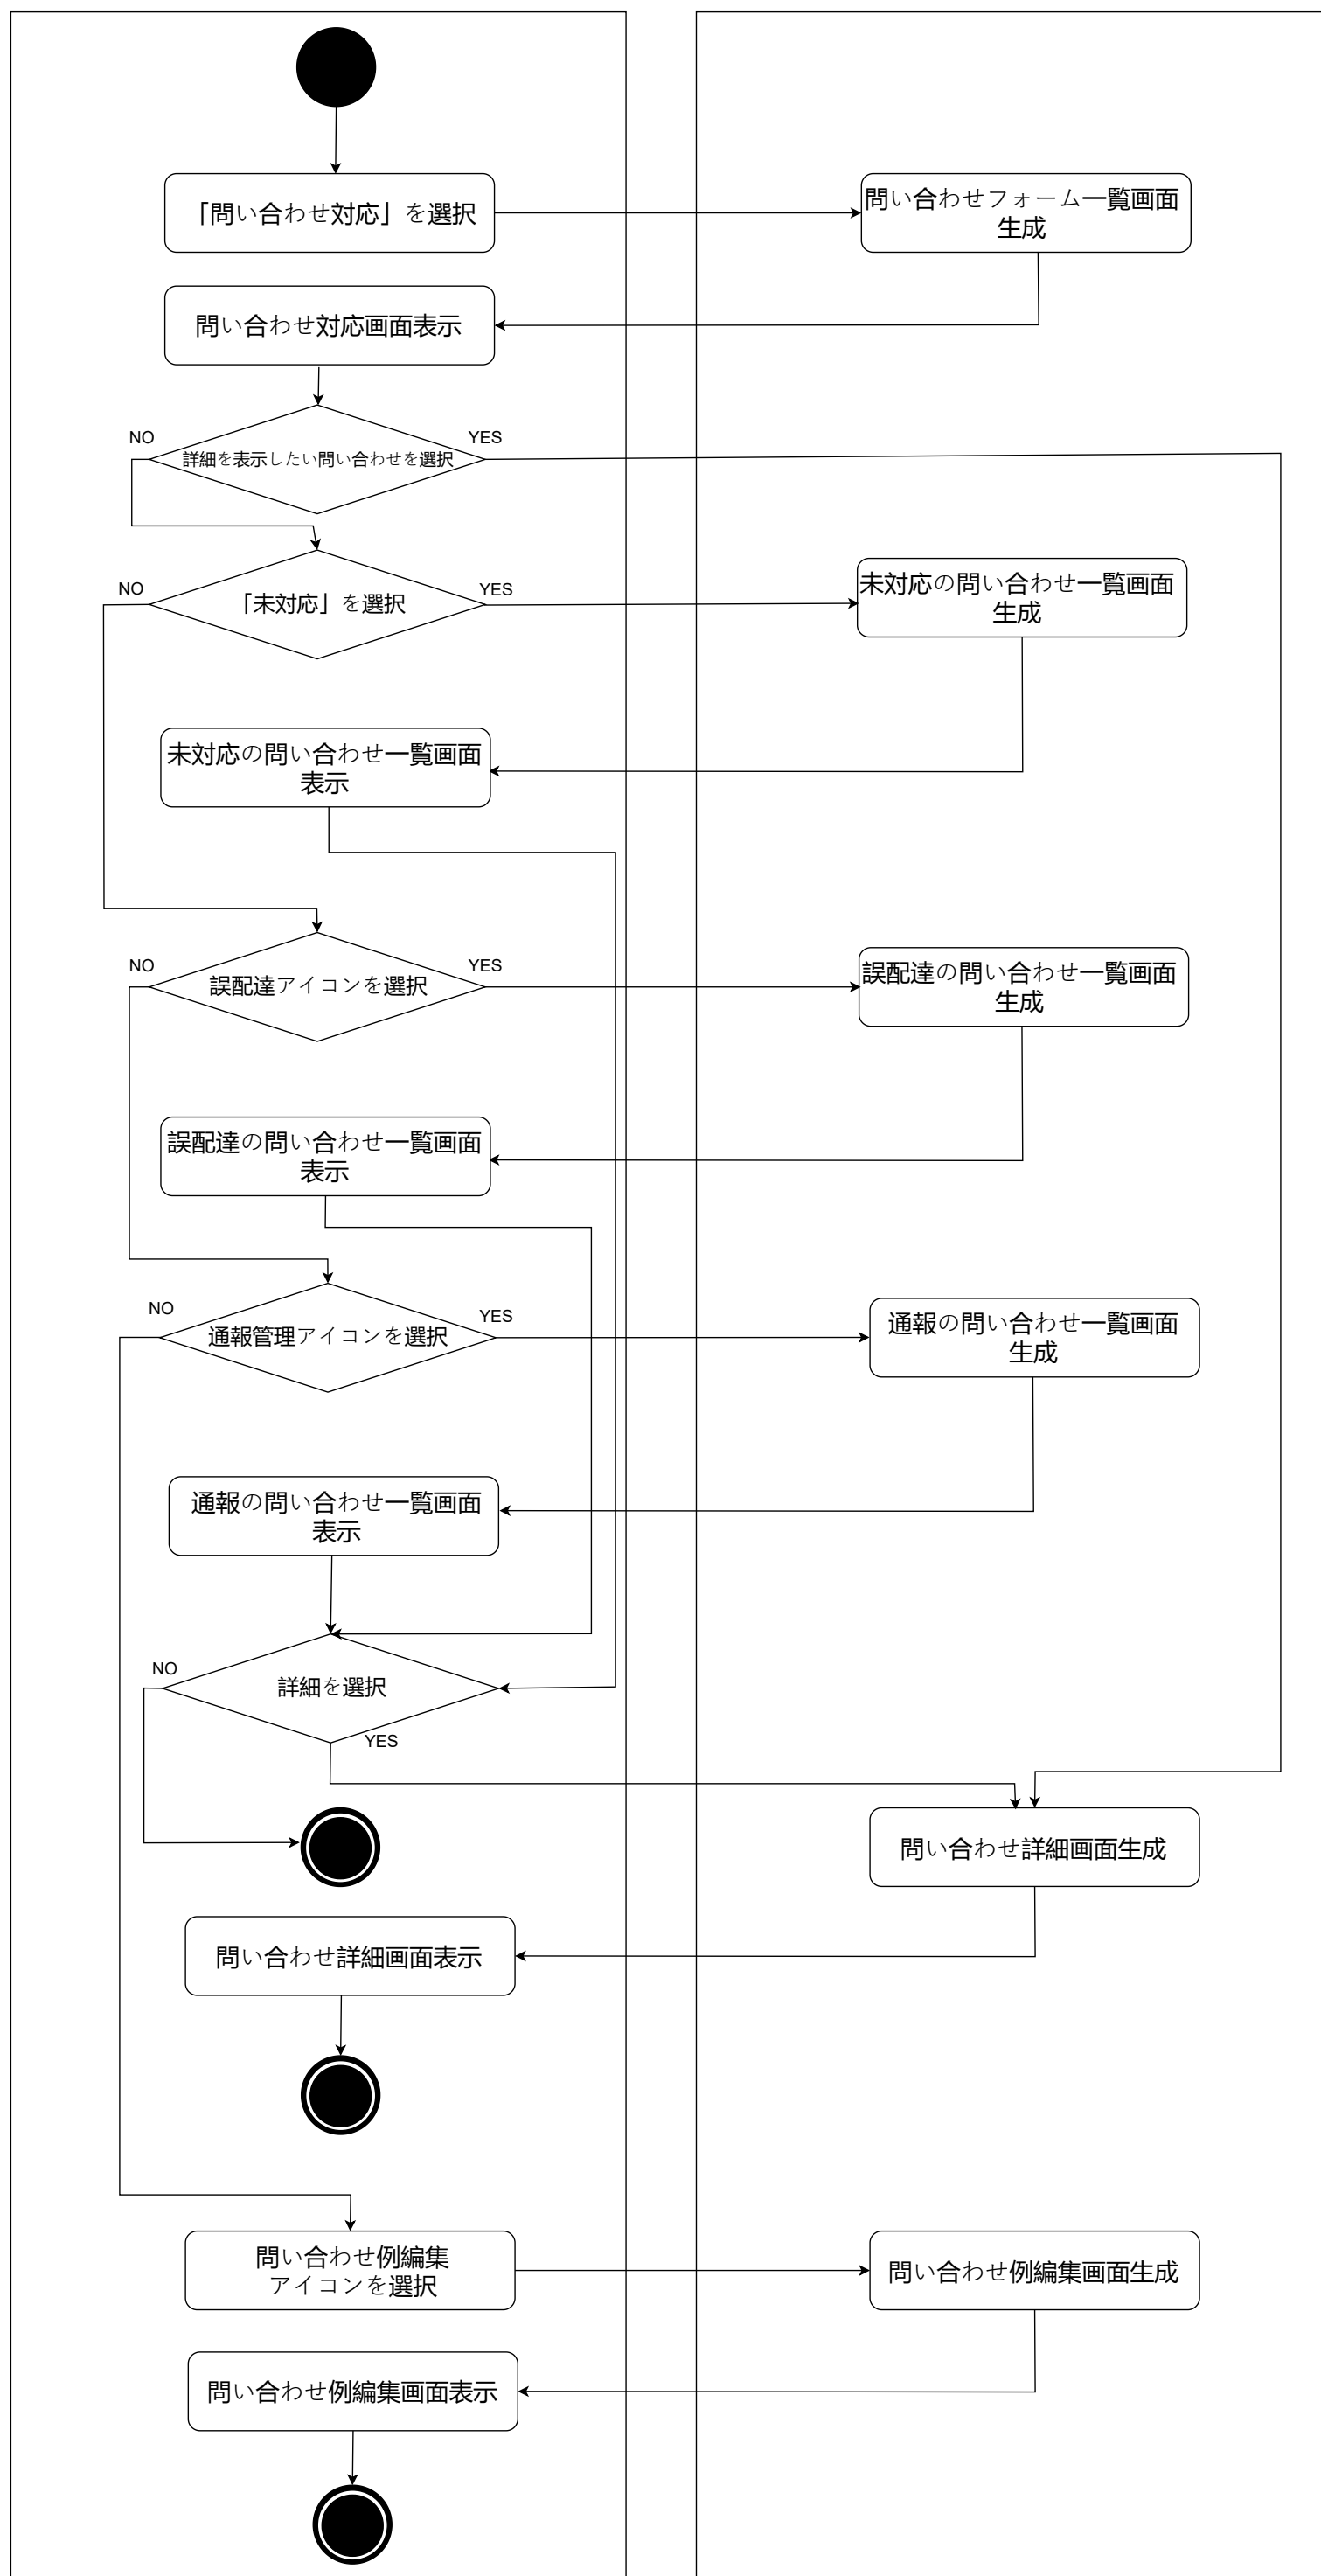 「問い合わせ対応」を選択
問い合わせフォーム一覧画面
生成
問い合わせ対応画面表示
NO
YES
詳細を表示したい問い合わせを選択
NO
YES
「未対応」を選択
未対応の問い合わせ一覧画面
生成
未対応の問い合わせ一覧画面
表示
NO
YES
誤配達アイコンを選択
誤配達の問い合わせ一覧画面
生成
誤配達の問い合わせ一覧画面
表示
NO
YES
通報管理アイコンを選択
通報の問い合わせ一覧画面
生成
通報の問い合わせ一覧画面
表示
NO
詳細を選択
YES
問い合わせ詳細画面生成
問い合わせ詳細画面表示
問い合わせ例編集
アイコンを選択
問い合わせ例編集画面生成
問い合わせ例編集画面表示